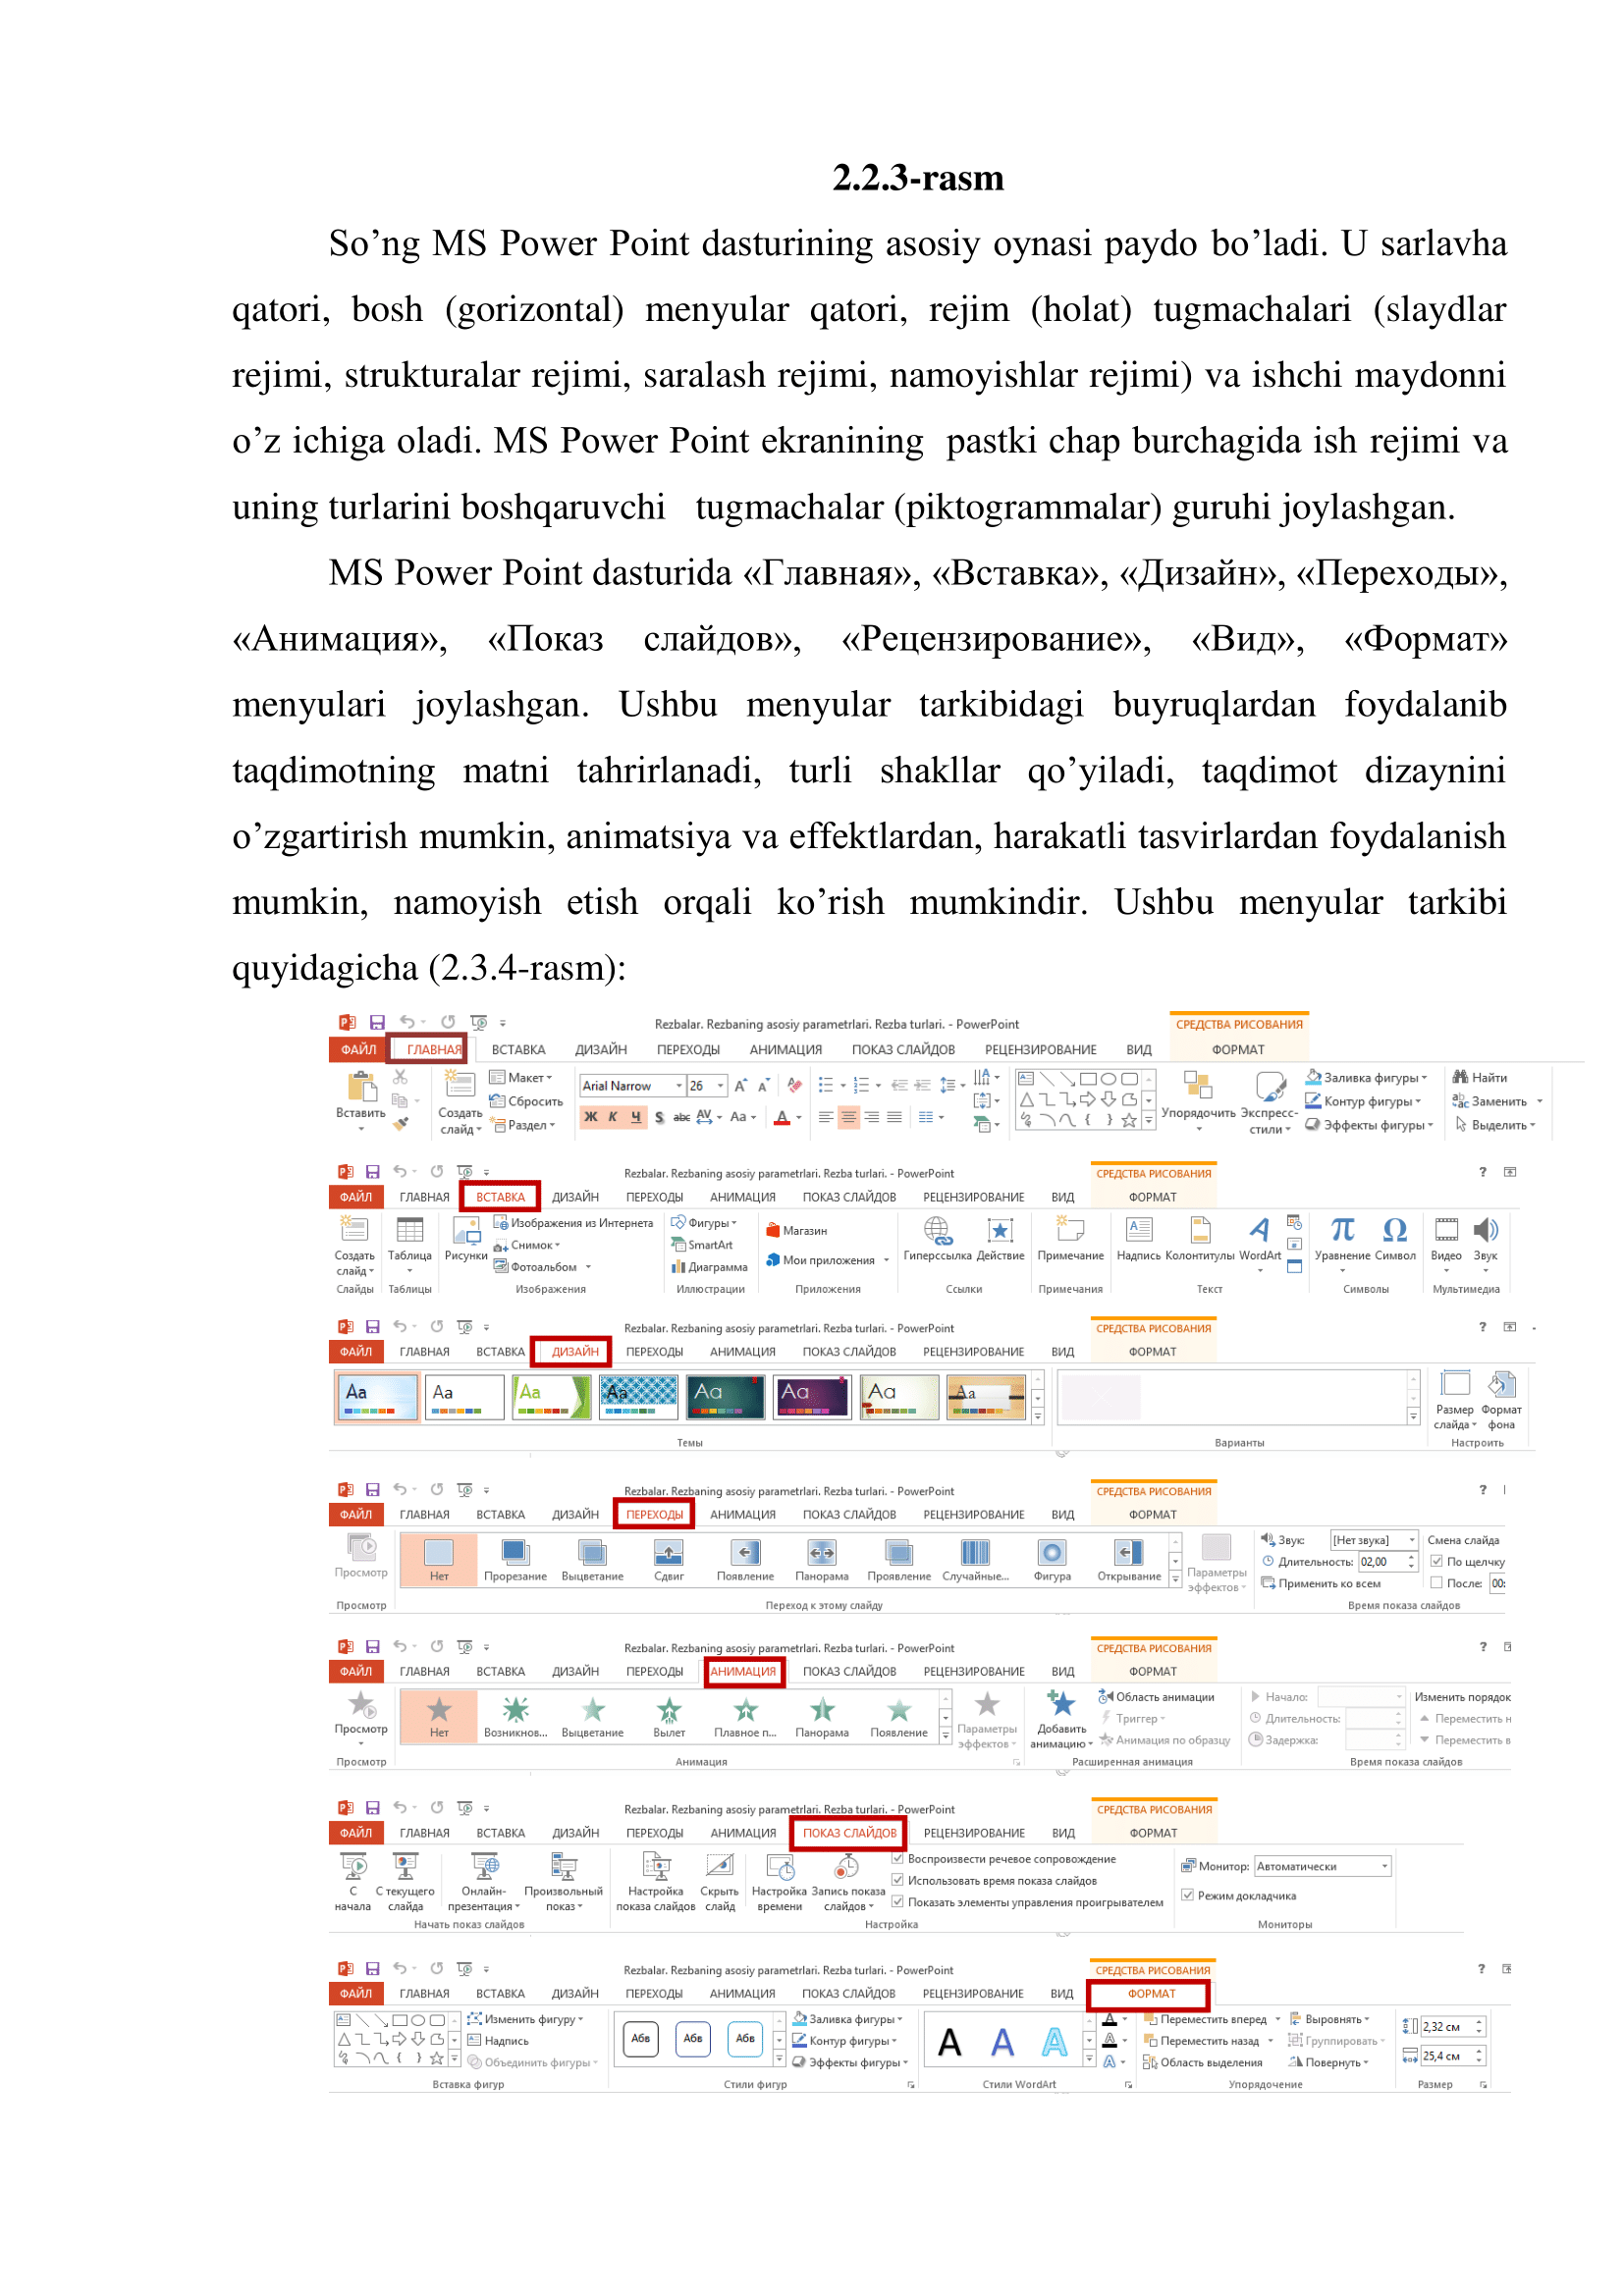 2.2.3-rasm
So’ng MS Power Point dasturining asosiy oynasi paydo bo’ladi. U sarlavha
qatori, bosh (gorizontal) menyular qatori, rejim (holat) tugmachalari (slaydlar
rejimi, strukturalar rejimi, saralash rejimi, namoyishlar rejimi) va ishchi maydonni
o’z ichiga oladi. MS Power Point ekranining pastki chap burchagida ish rejimi va
uning turlarini boshqaruvchi tugmachalar (piktogrammalar) guruhi joylashgan.
MS Power Point dasturida «Главная», «Вставка», «Дизайн», «Переходы»,
«Анимация», «Показ слайдов», «Рецензирование», «Вид», «Формат»
menyulari joylashgan. Ushbu menyular tarkibidagi buyruqlardan foydalanib
taqdimotning matni tahrirlanadi, turli shakllar qo’yiladi, taqdimot dizaynini
o’zgartirish mumkin, animatsiya va effektlardan, harakatli tasvirlardan foydalanish
mumkin, namoyish etish orqali ko’rish mumkindir. Ushbu menyular tarkibi
quyidagicha (2.3.4-rasm):
Rezbalar. Rezbaning asosiy parametrlari. Rezba turlari. - PowerPoint СРЕДСТВА РИСОВАНИЯ
ФАЙЛ ГЛАВНАЯ ВСТАВКА ДИЗАЙН ПЕРЕХОДЫ АНИМАЦИЯ ПОКАЗ СЛАЙДОВ РЕЦЕНЗИРОВАНИЕ ВИД ФОРМАТ
Макет Arial Narrow 26 Заливка фигуры Найти
Вставить Создать слайд Сбросить Упорядочить Экспресс-стили Контур фигуры Заменить
Раздел Ж К Ч S abc AV Aa A Эффекты фигуры Выделить
Rezbalar. Rezbaning asosiy parametrlari. Rezba turlari. - PowerPoint СРЕДСТВА РИСОВАНИЯ ?
ФАЙЛ ГЛАВНАЯ ВСТАВКА ДИЗАЙН ПЕРЕХОДЫ АНИМАЦИЯ ПОКАЗ СЛАЙДОВ РЕЦЕНЗИРОВАНИЕ ВИД ФОРМАТ
Изображения из Интернета Фигуры Магазин
Создать слайд Таблица Рисунки Снимок SmartArt Гиперссылка Действие Примечание Надпись Колонтитулы WordArt Уравнение Символ Видео Звук
Фотоальбом Диаграмма Мои приложения
Слайды Таблицы Изображения Иллюстрации Приложения Ссылки Примечания Текст Символы Мультимедиа
Rezbalar. Rezbaning asosiy parametrlari. Rezba turlari. - PowerPoint СРЕДСТВА РИСОВАНИЯ ?
ФАЙЛ ГЛАВНАЯ ВСТАВКА ДИЗАЙН ПЕРЕХОДЫ АНИМАЦИЯ ПОКАЗ СЛАЙДОВ РЕЦЕНЗИРОВАНИЕ ВИД ФОРМАТ
Aa Aa Aa Aa Aa Aa Aa Aa Размер слайда Формат фона
Темы Варианты Настроить
Rezbalar. Rezbaning asosiy parametrlari. Rezba turlari. - PowerPoint СРЕДСТВА РИСОВАНИЯ ?
ФАЙЛ ГЛАВНАЯ ВСТАВКА ДИЗАЙН ПЕРЕХОДЫ АНИМАЦИЯ ПОКАЗ СЛАЙДОВ РЕЦЕНЗИРОВАНИЕ ВИД ФОРМАТ
Звук: [Нет звука] Смена слайда
Просмотр Нет Прорезание Выцветание Сдвиг Появление Панорама Проявление Случайные... Фигура Открывание Параметры эффектов Длительность: 02,00 По щелчку
Применить ко всем После: 00:
Просмотр Переход к этому слайду Время показа слайдов
Rezbalar. Rezbaning asosiy parametrlari. Rezba turlari. - PowerPoint СРЕДСТВА РИСОВАНИЯ ?
ФАЙЛ ГЛАВНАЯ ВСТАВКА ДИЗАЙН ПЕРЕХОДЫ АНИМАЦИЯ ПОКАЗ СЛАЙДОВ РЕЦЕНЗИРОВАНИЕ ВИД ФОРМАТ
Область анимации Начало: Изменить порядок
Просмотр Нет Возникнов... Выцветание Вылет Плавное п... Панорама Появление Параметры эффектов Добавить анимацию Триггер Длительность: Переместить н
Анимация по образцу Задержка: Переместить в
Просмотр Анимация Расширенная анимация Время показа слайдов
Rezbalar. Rezbaning asosiy parametrlari. Rezba turlari. - PowerPoint СРЕДСТВА РИСОВАНИЯ
ФАЙЛ ГЛАВНАЯ ВСТАВКА ДИЗАЙН ПЕРЕХОДЫ АНИМАЦИЯ ПОКАЗ СЛАЙДОВ РЕЦЕНЗИРОВАНИЕ ВИД ФОРМАТ
Воспроизвести речевое сопровождение Монитор: Автоматически
С начала С текущего слайда Онлайн-презентация Произвольный показ Настройка показа слайдов Скрыть слайд Настройка времени Запись показа слайдов Использовать время показа слайдов Режим докладчика
Показать элементы управления проигрывателем
Начать показ слайдов Настройка Мониторы
Rezbalar. Rezbaning asosiy parametrlari. Rezba turlari. - PowerPoint СРЕДСТВА РИСОВАНИЯ ?
ФАЙЛ ГЛАВНАЯ ВСТАВКА ДИЗАЙН ПЕРЕХОДЫ АНИМАЦИЯ ПОКАЗ СЛАЙДОВ РЕЦЕНЗИРОВАНИЕ ВИД ФОРМАТ
Изменить фигуру Заливка фигуры Переместить вперед Выровнять 2,32 см
Надпись Абв Абв Абв Контур фигуры A A A Переместить назад Группировать
Объединить фигуры Эффекты фигуры Область выделения Повернуть 25,4 см
Вставка фигур Стили фигур Стили WordArt Упорядочение Размер